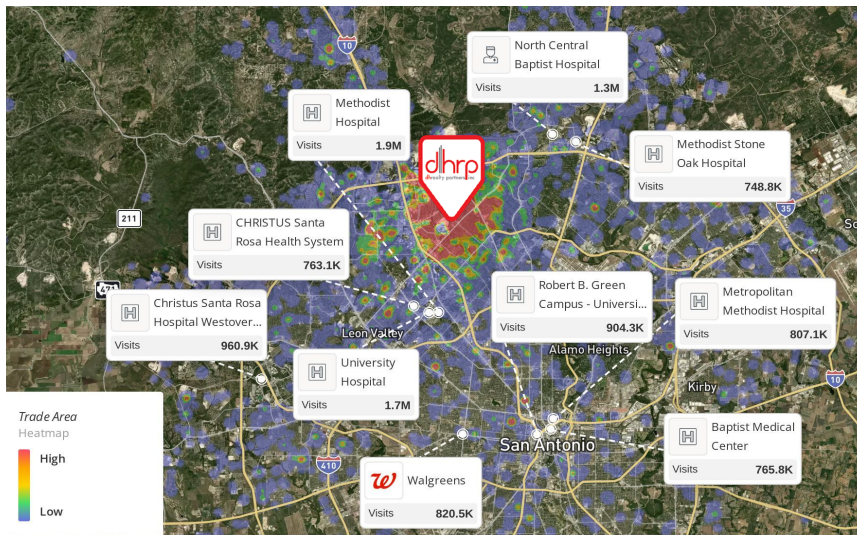 10
North Central
Baptist Hospital
Visits 1.3M
Methodist
Hospital
Visits 1.9M
dhrp
Methodist Stone
Oak Hospital
Visits 748.8K
35
211
CHRISTUS Santa
Rosa Health System
Visits 763.1K
471
Robert B. Green
Campus - Universi...
Visits 904.3K
Metropolitan
Methodist Hospital
Visits 807.1K
Christus Santa Rosa
Hospital Westover...
Visits 960.9K
Leon Valley
Alamo Heights
University
Hospital
Visits 1.7M
10
Kirby
Trade Area
Heatmap
High
Low
San Antonio
Baptist Medical
Center
Visits 765.8K
410
Walgreens
Visits 820.5K